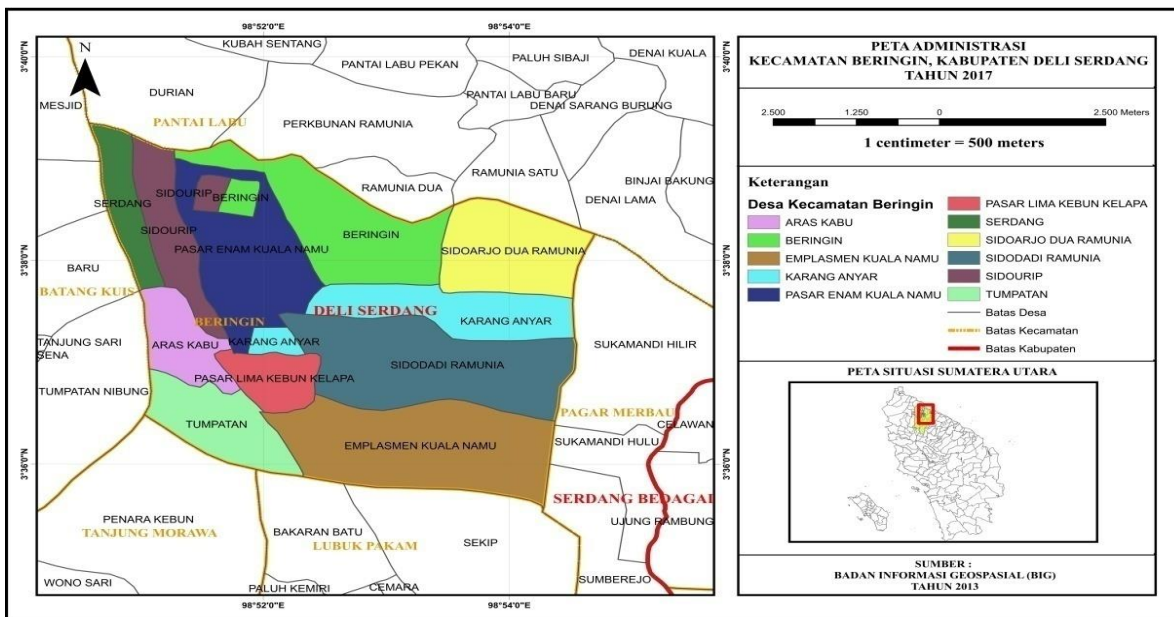 98°52'0"E
98°54'0"E
3°40'0"N
3°38'0"N
3°36'0"N
3°40'0"N
3°38'0"N
3°36'0"N
N
KUBAH SENTANG
DENAI KUALA
PALUH SIBAJI
PANTAI LABU PEKAN
DURIAN
PANTAI LABU BARU
MESJID
DENAI SARANG BURUNG
PANTAI LABU
PERKBUNAN RAMUNIA
RAMUNIA SATU
BINJAI BAKUNG
RAMUNIA DUA
SIDOURIP
BERINGIN
DENAI LAMA
SERDANG
SIDOURIP
BERINGIN
PASAR ENAM KUALA NAMU
SIDOARJO DUA RAMUNIA
BARU
BATANG KUIS
DELI SERDANG
BERINGIN
KARANG ANYAR
TANJUNG SARI
SENA
ARAS KABU
KARANG ANYAR
SUKAMANDI HILIR
SIDODADI RAMUNIA
PASAR LIMA KEBUN KELAPA
TUMPATAN NIBUNG
PAGAR MERBAU
CELAWAN
TUMPATAN
SUKAMANDI HULU
EMPLASMEN KUALA NAMU
SERDANG BEDAGAI
PENARA KEBUN
UJUNG RAMBUNG
TANJUNG MORAWA
BAKARAN BATU
LUBUK PAKAM
SEKIP
WONO SARI
PALUH KEMIRI
CEMARA
SUMBEREJO
98°52'0"E
98°54'0"E
PETA ADMINISTRASI
KECAMATAN BERINGIN, KABUPATEN DELI SERDANG
TAHUN 2017
2.500 1.250 0 2.500 Meters
1 centimeter = 500 meters
Keterangan
Desa Kecamatan Beringin
ARAS KABU
BERINGIN
EMPLASMEN KUALA NAMU
KARANG ANYAR
PASAR ENAM KUALA NAMU
PASAR LIMA KEBUN KELAPA
SERDANG
SIDOARJO DUA RAMUNIA
SIDODADI RAMUNIA
SIDOURIP
TUMPATAN
Batas Desa
Batas Kecamatan
Batas Kabupaten
PETA SITUASI SUMATERA UTARA
SUMBER :
BADAN INFORMASI GEOSPASIAL (BIG)
TAHUN 2013